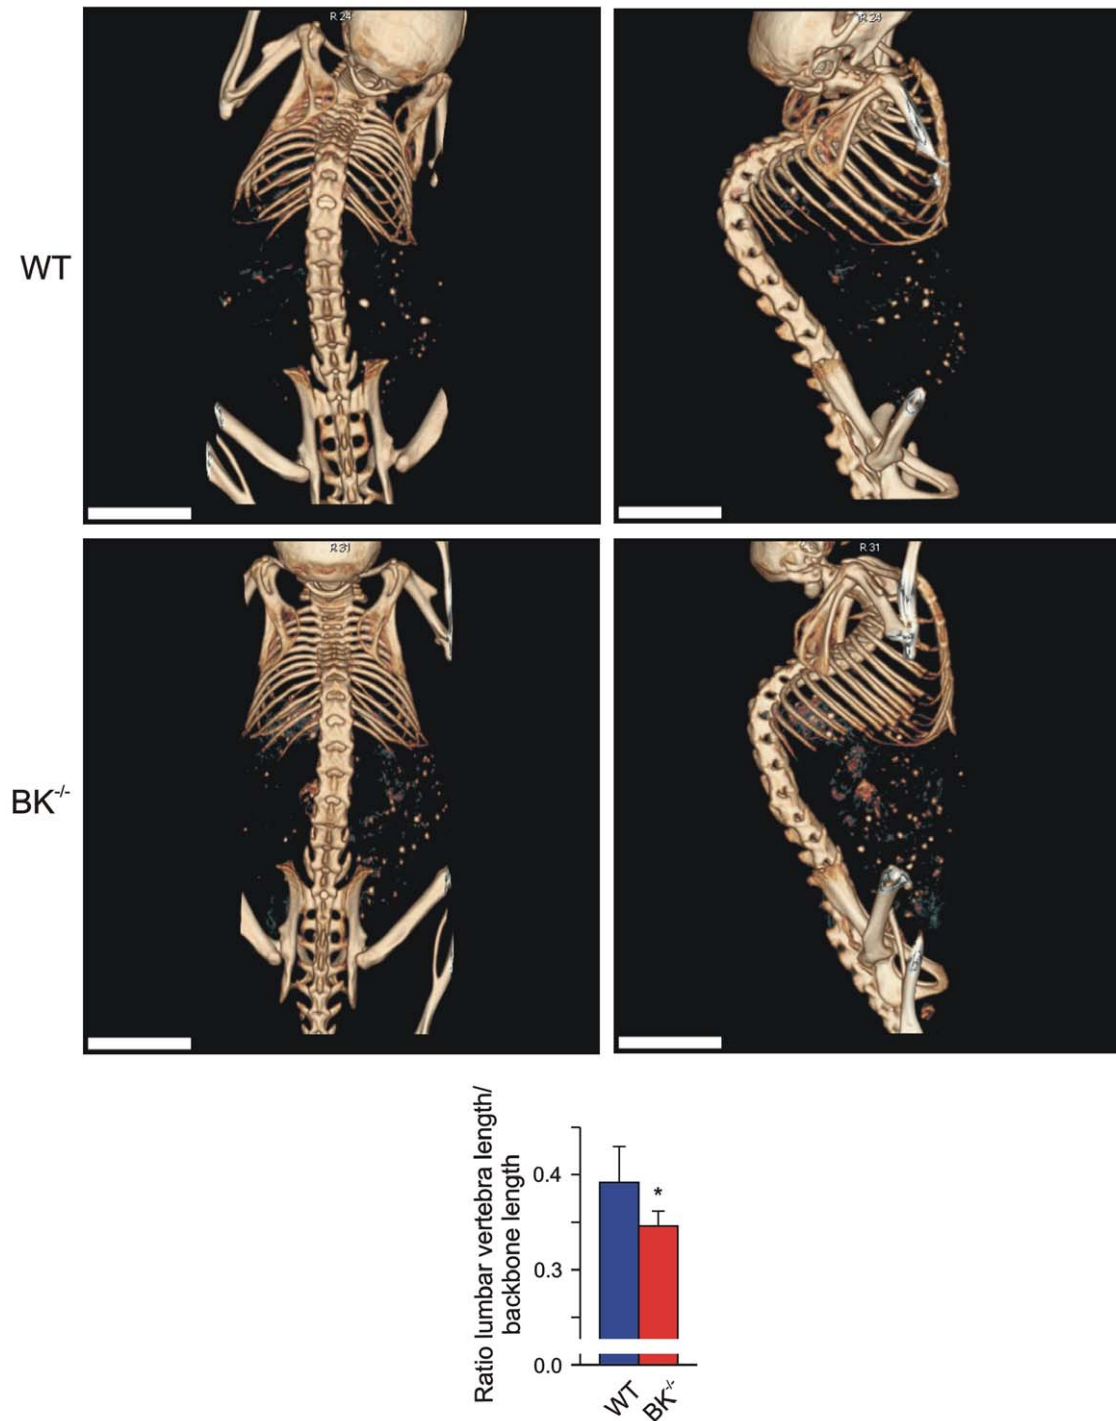 R 24
R 24
WT
R 31
R 31
BK-/-
Ratio lumbar vertebra length/
backbone length
0.4
*
0.3
0.0
WT
BK-/-